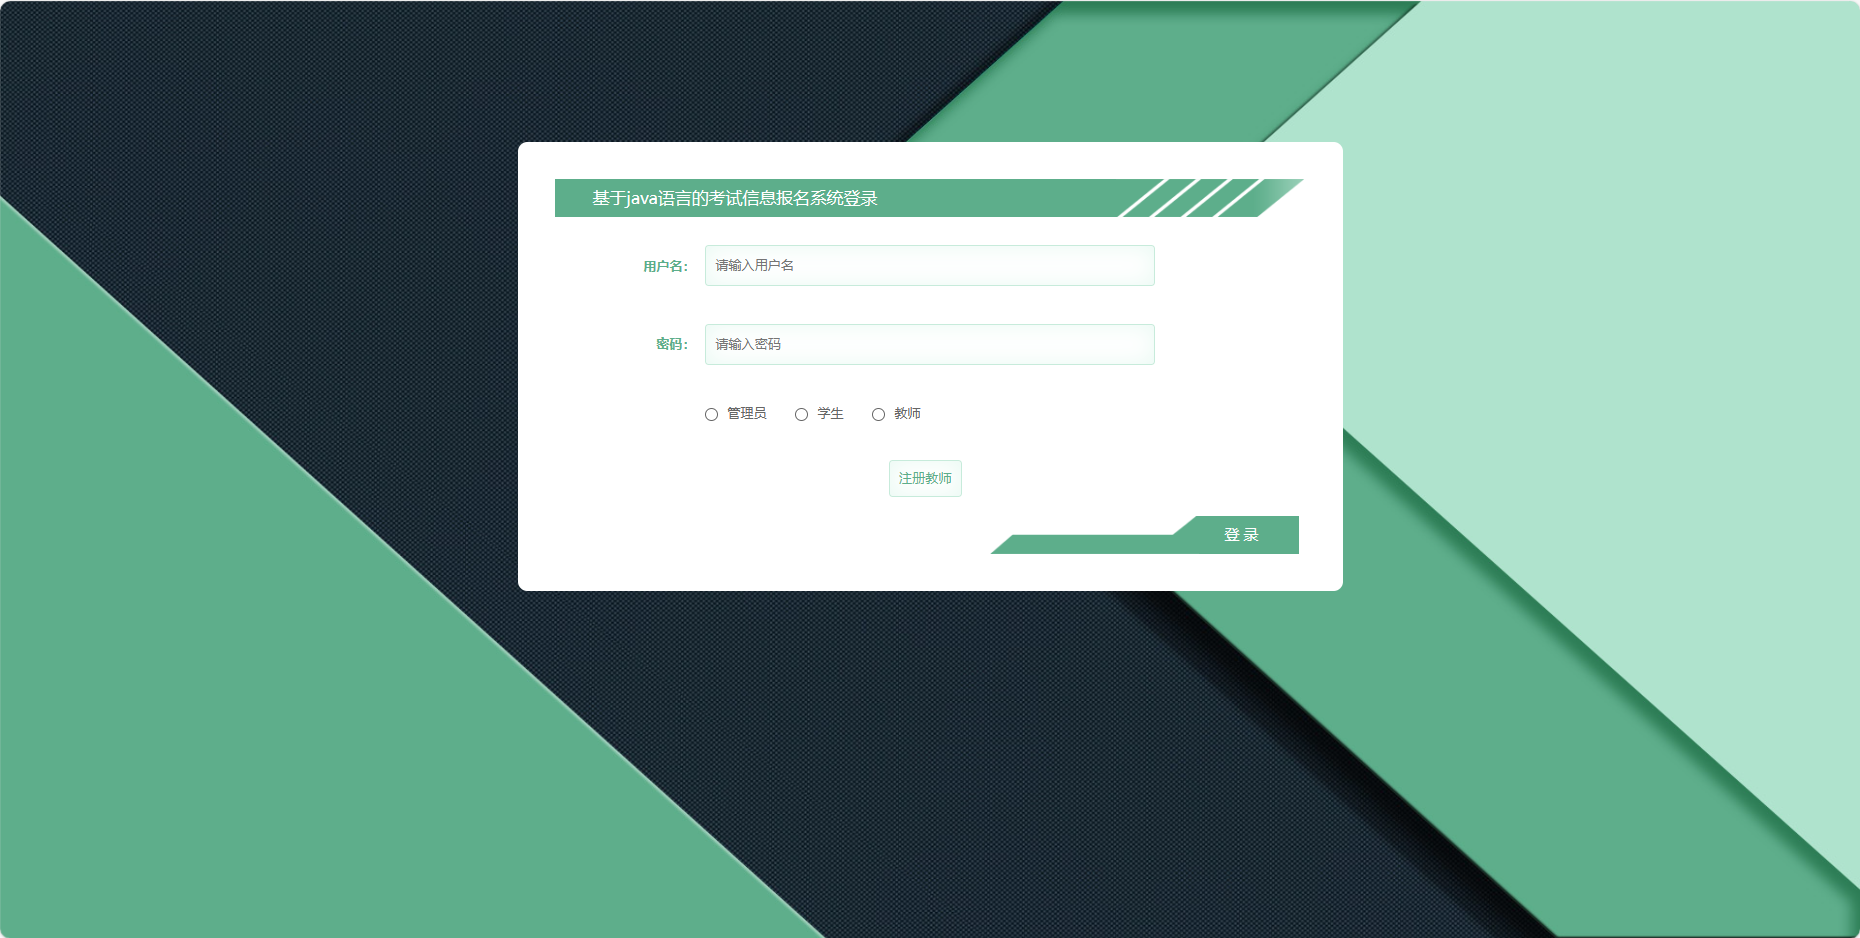 基于java语言的考试信息报名系统登录
用户名：
请输入用户名
密码：
请输入密码
管理员 学生 教师
注册教师
登 录